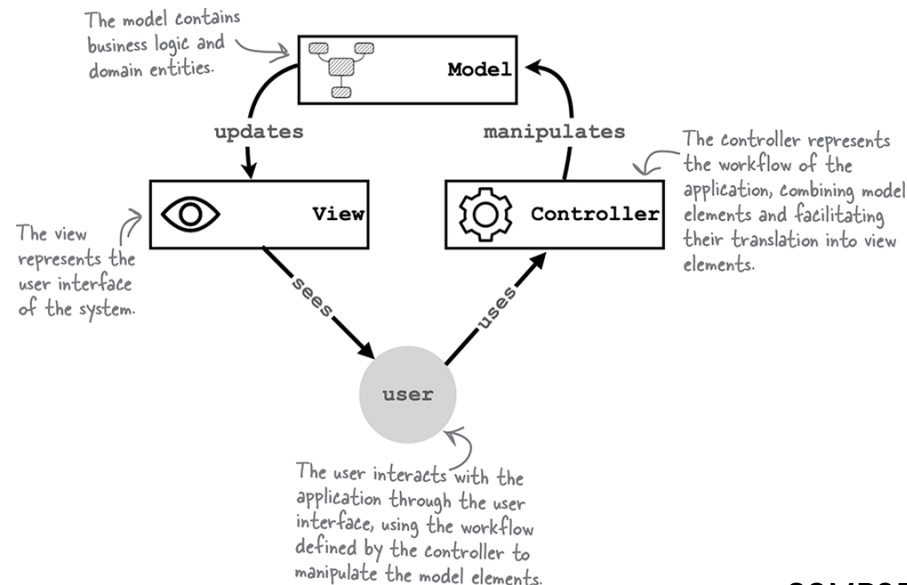 The model contains
business logic and
domain entities.
Model
updates
manipulates
The controller represents
the workflow of the
application, combining model
elements and facilitating
their translation into view
elements.
View
Controller
The view
represents the
user interface
of the system.
sees
uses
user
The user interacts with the
application through the user
interface, using the workflow
defined by the controller to
manipulate the model elements.